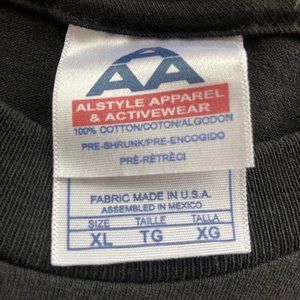 AA
ALSTYLE APPAREL
& ACTIVEWEAR
100% COTTON/COTON/ALGODON
PRE-SHRUNK/PRE-ENCOGIDO
PRÉ-RÉTRÉCI
FABRIC MADE IN U.S.A.
ASSEMBLED IN MEXICO
SIZE TAILLE TALLA
XL TG XG